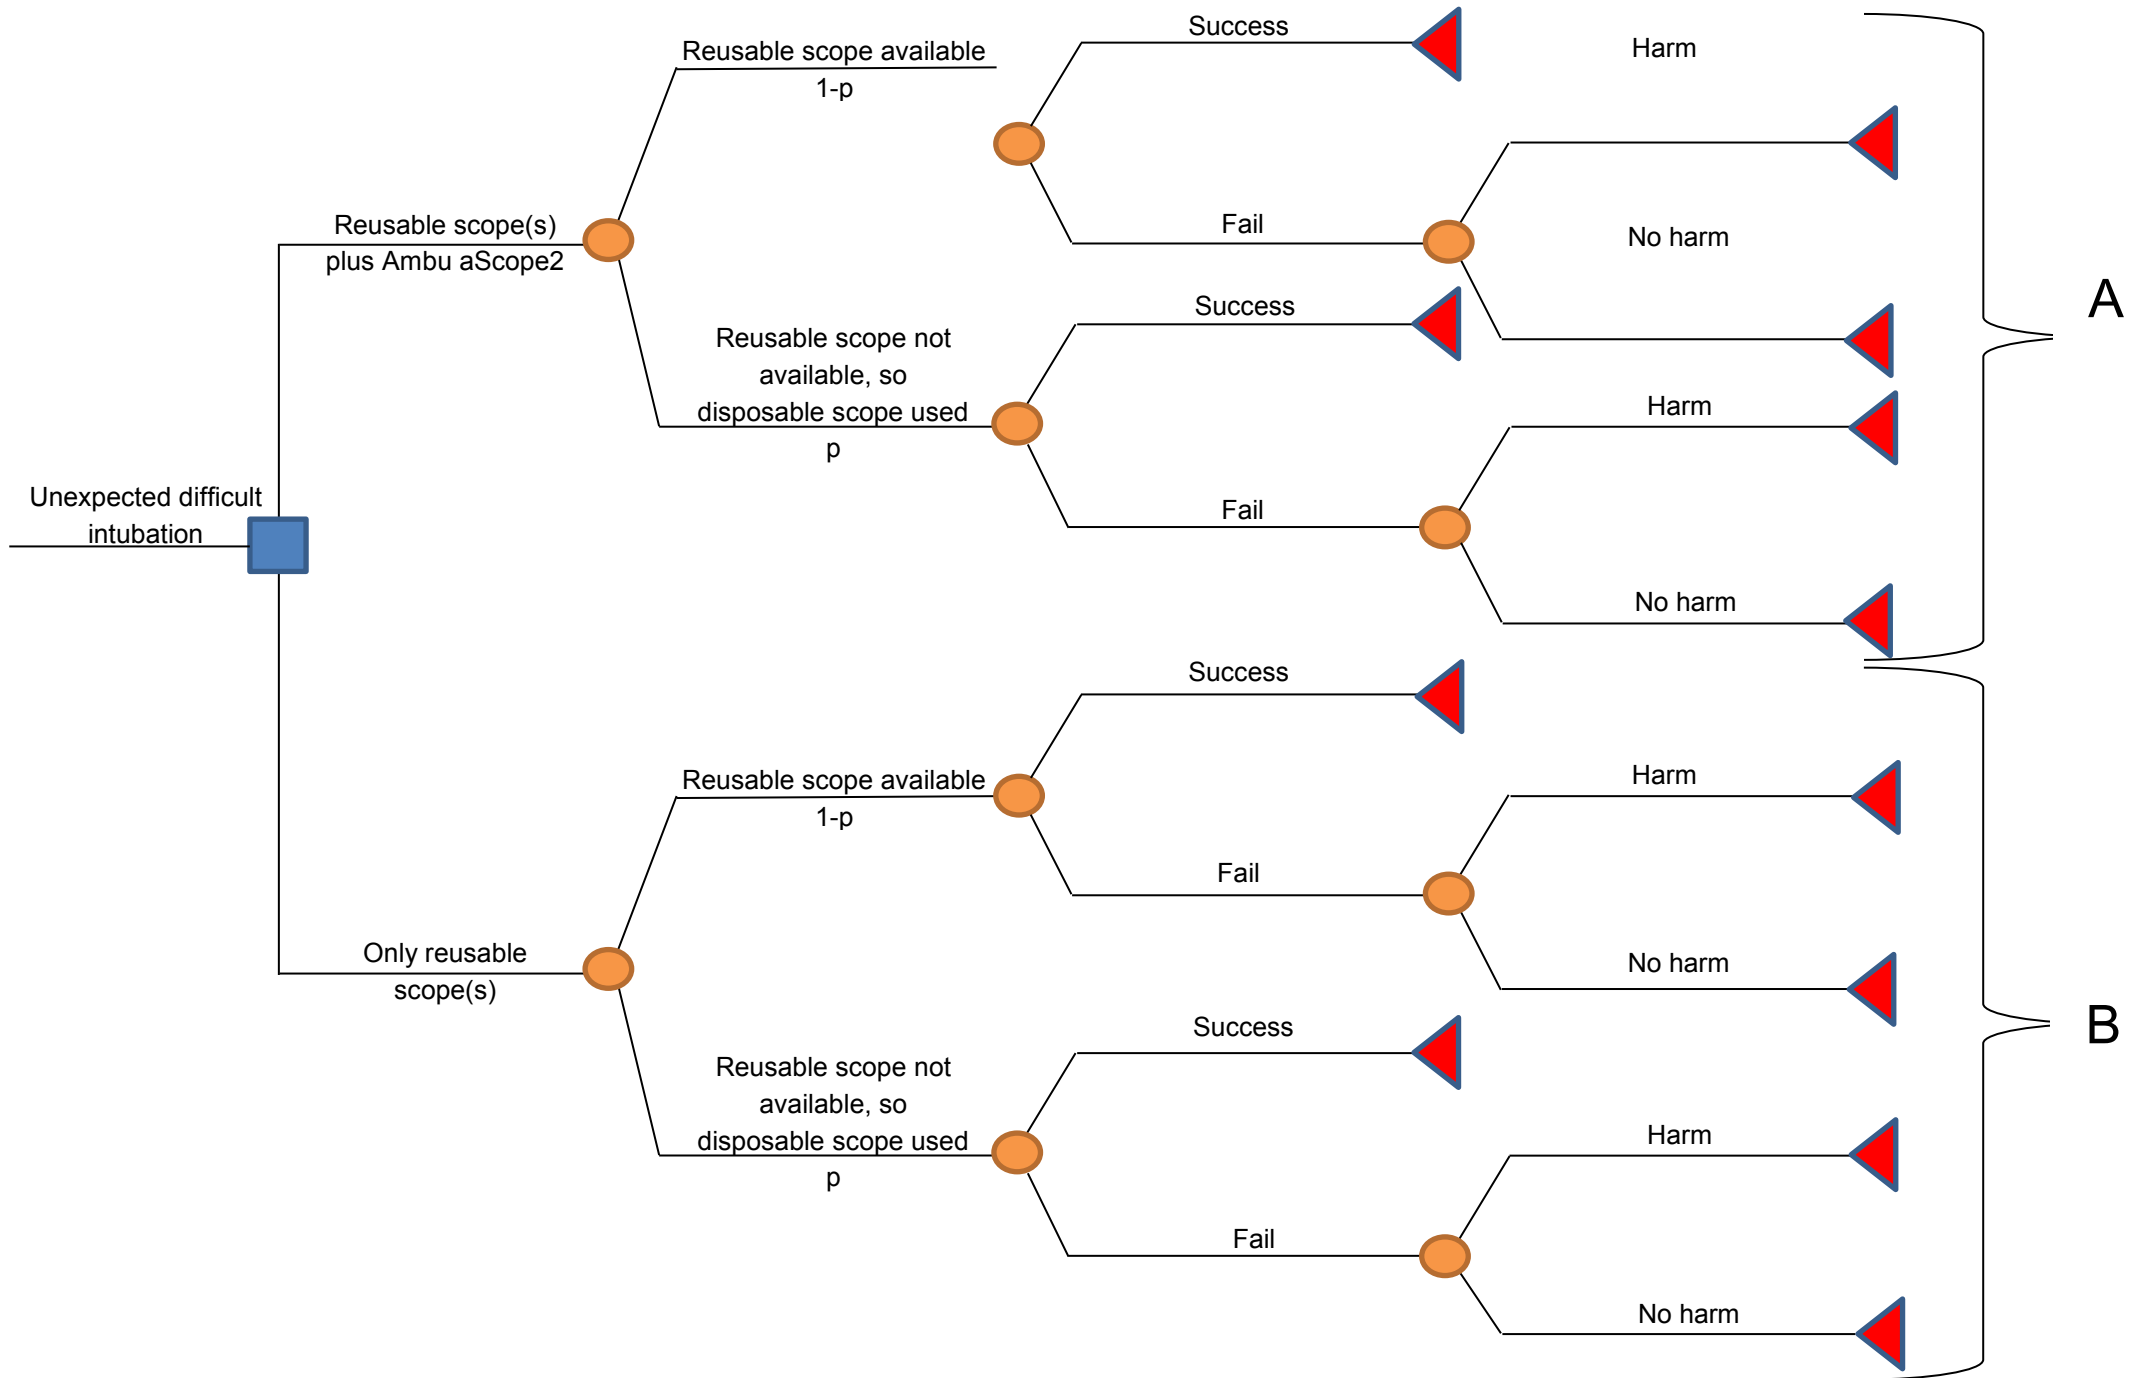 Success
Harm
Reusable scope available
1-p
Fail
No harm
Reusable scope(s)
plus Ambu aScope2
Success
A
Reusable scope not
available, so
disposable scope used
p
Harm
Fail
Unexpected difficult
intubation
No harm
Success
Reusable scope available
1-p
Harm
Fail
Only reusable
scope(s)
No harm
Success
B
Reusable scope not
available, so
disposable scope used
p
Harm
Fail
No harm